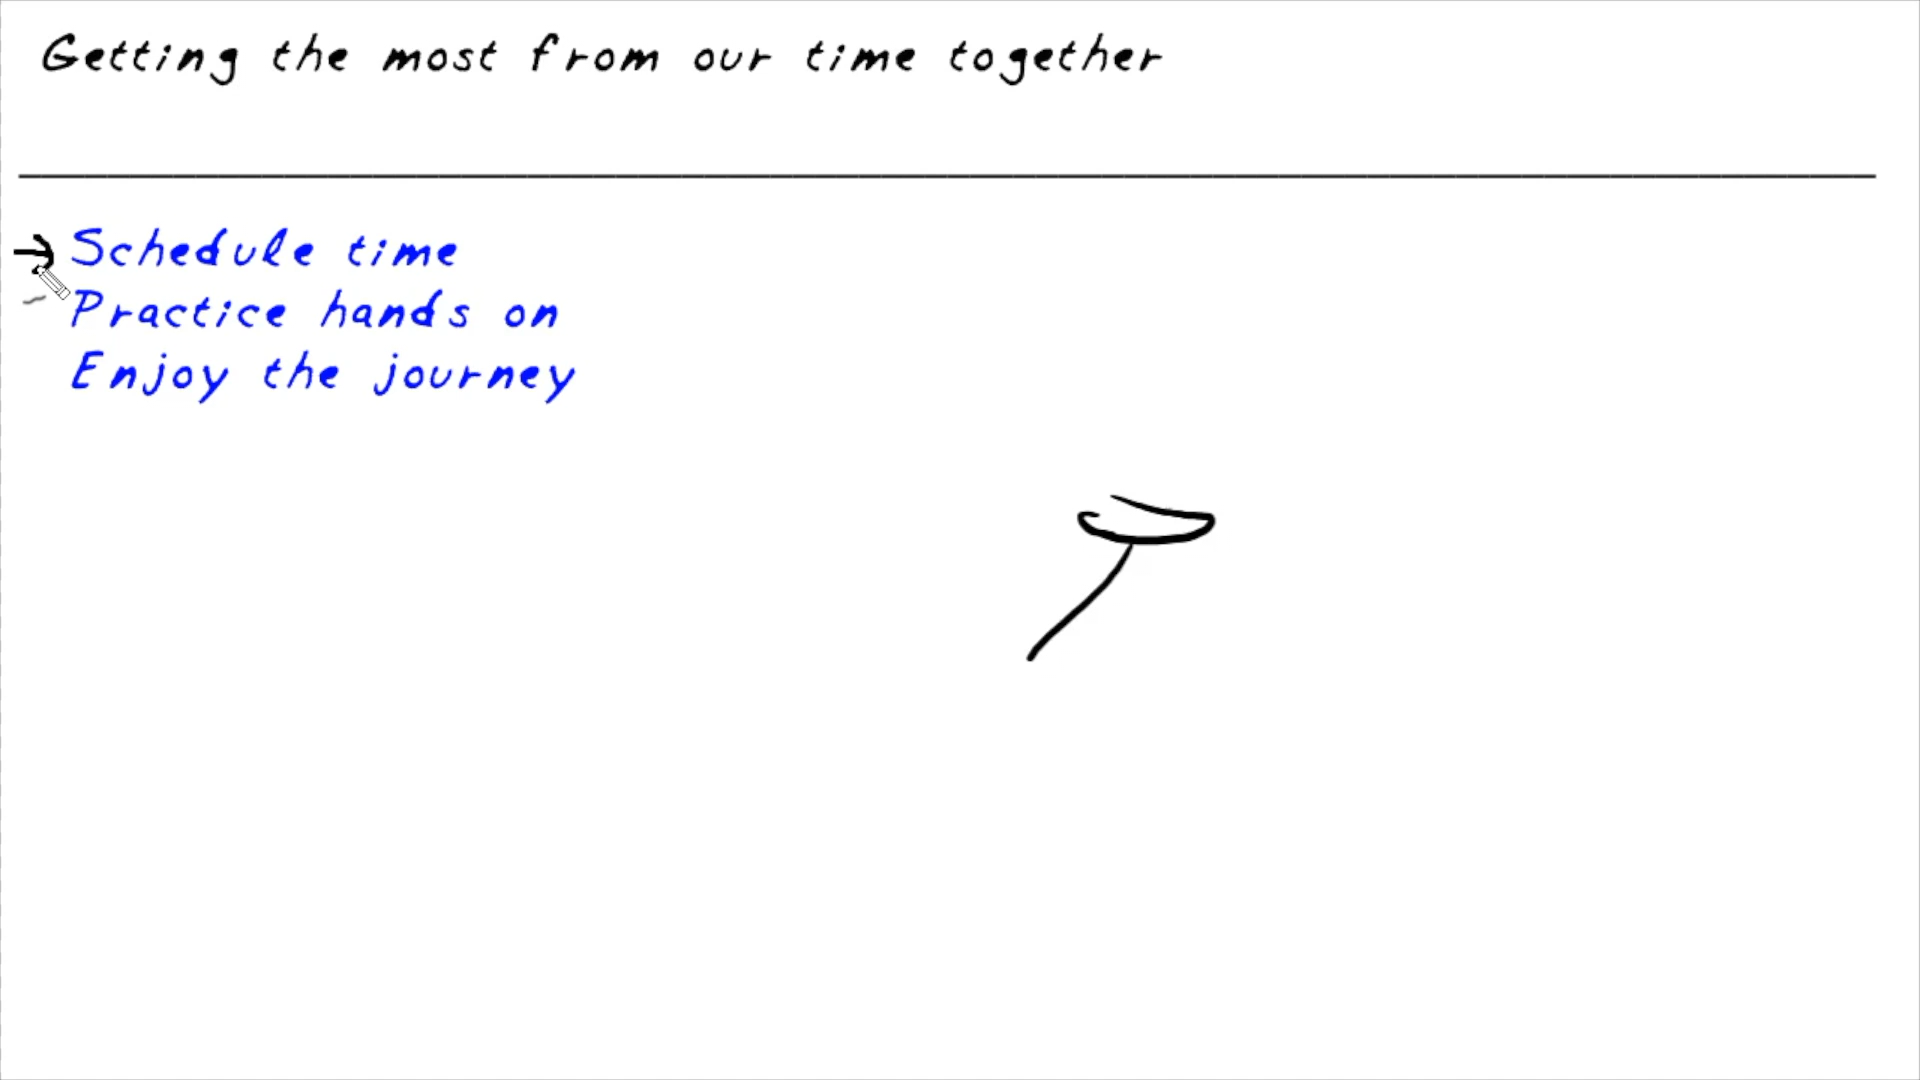 Getting the most from our time together
→ Schedule time
Practice hands on
Enjoy the journey